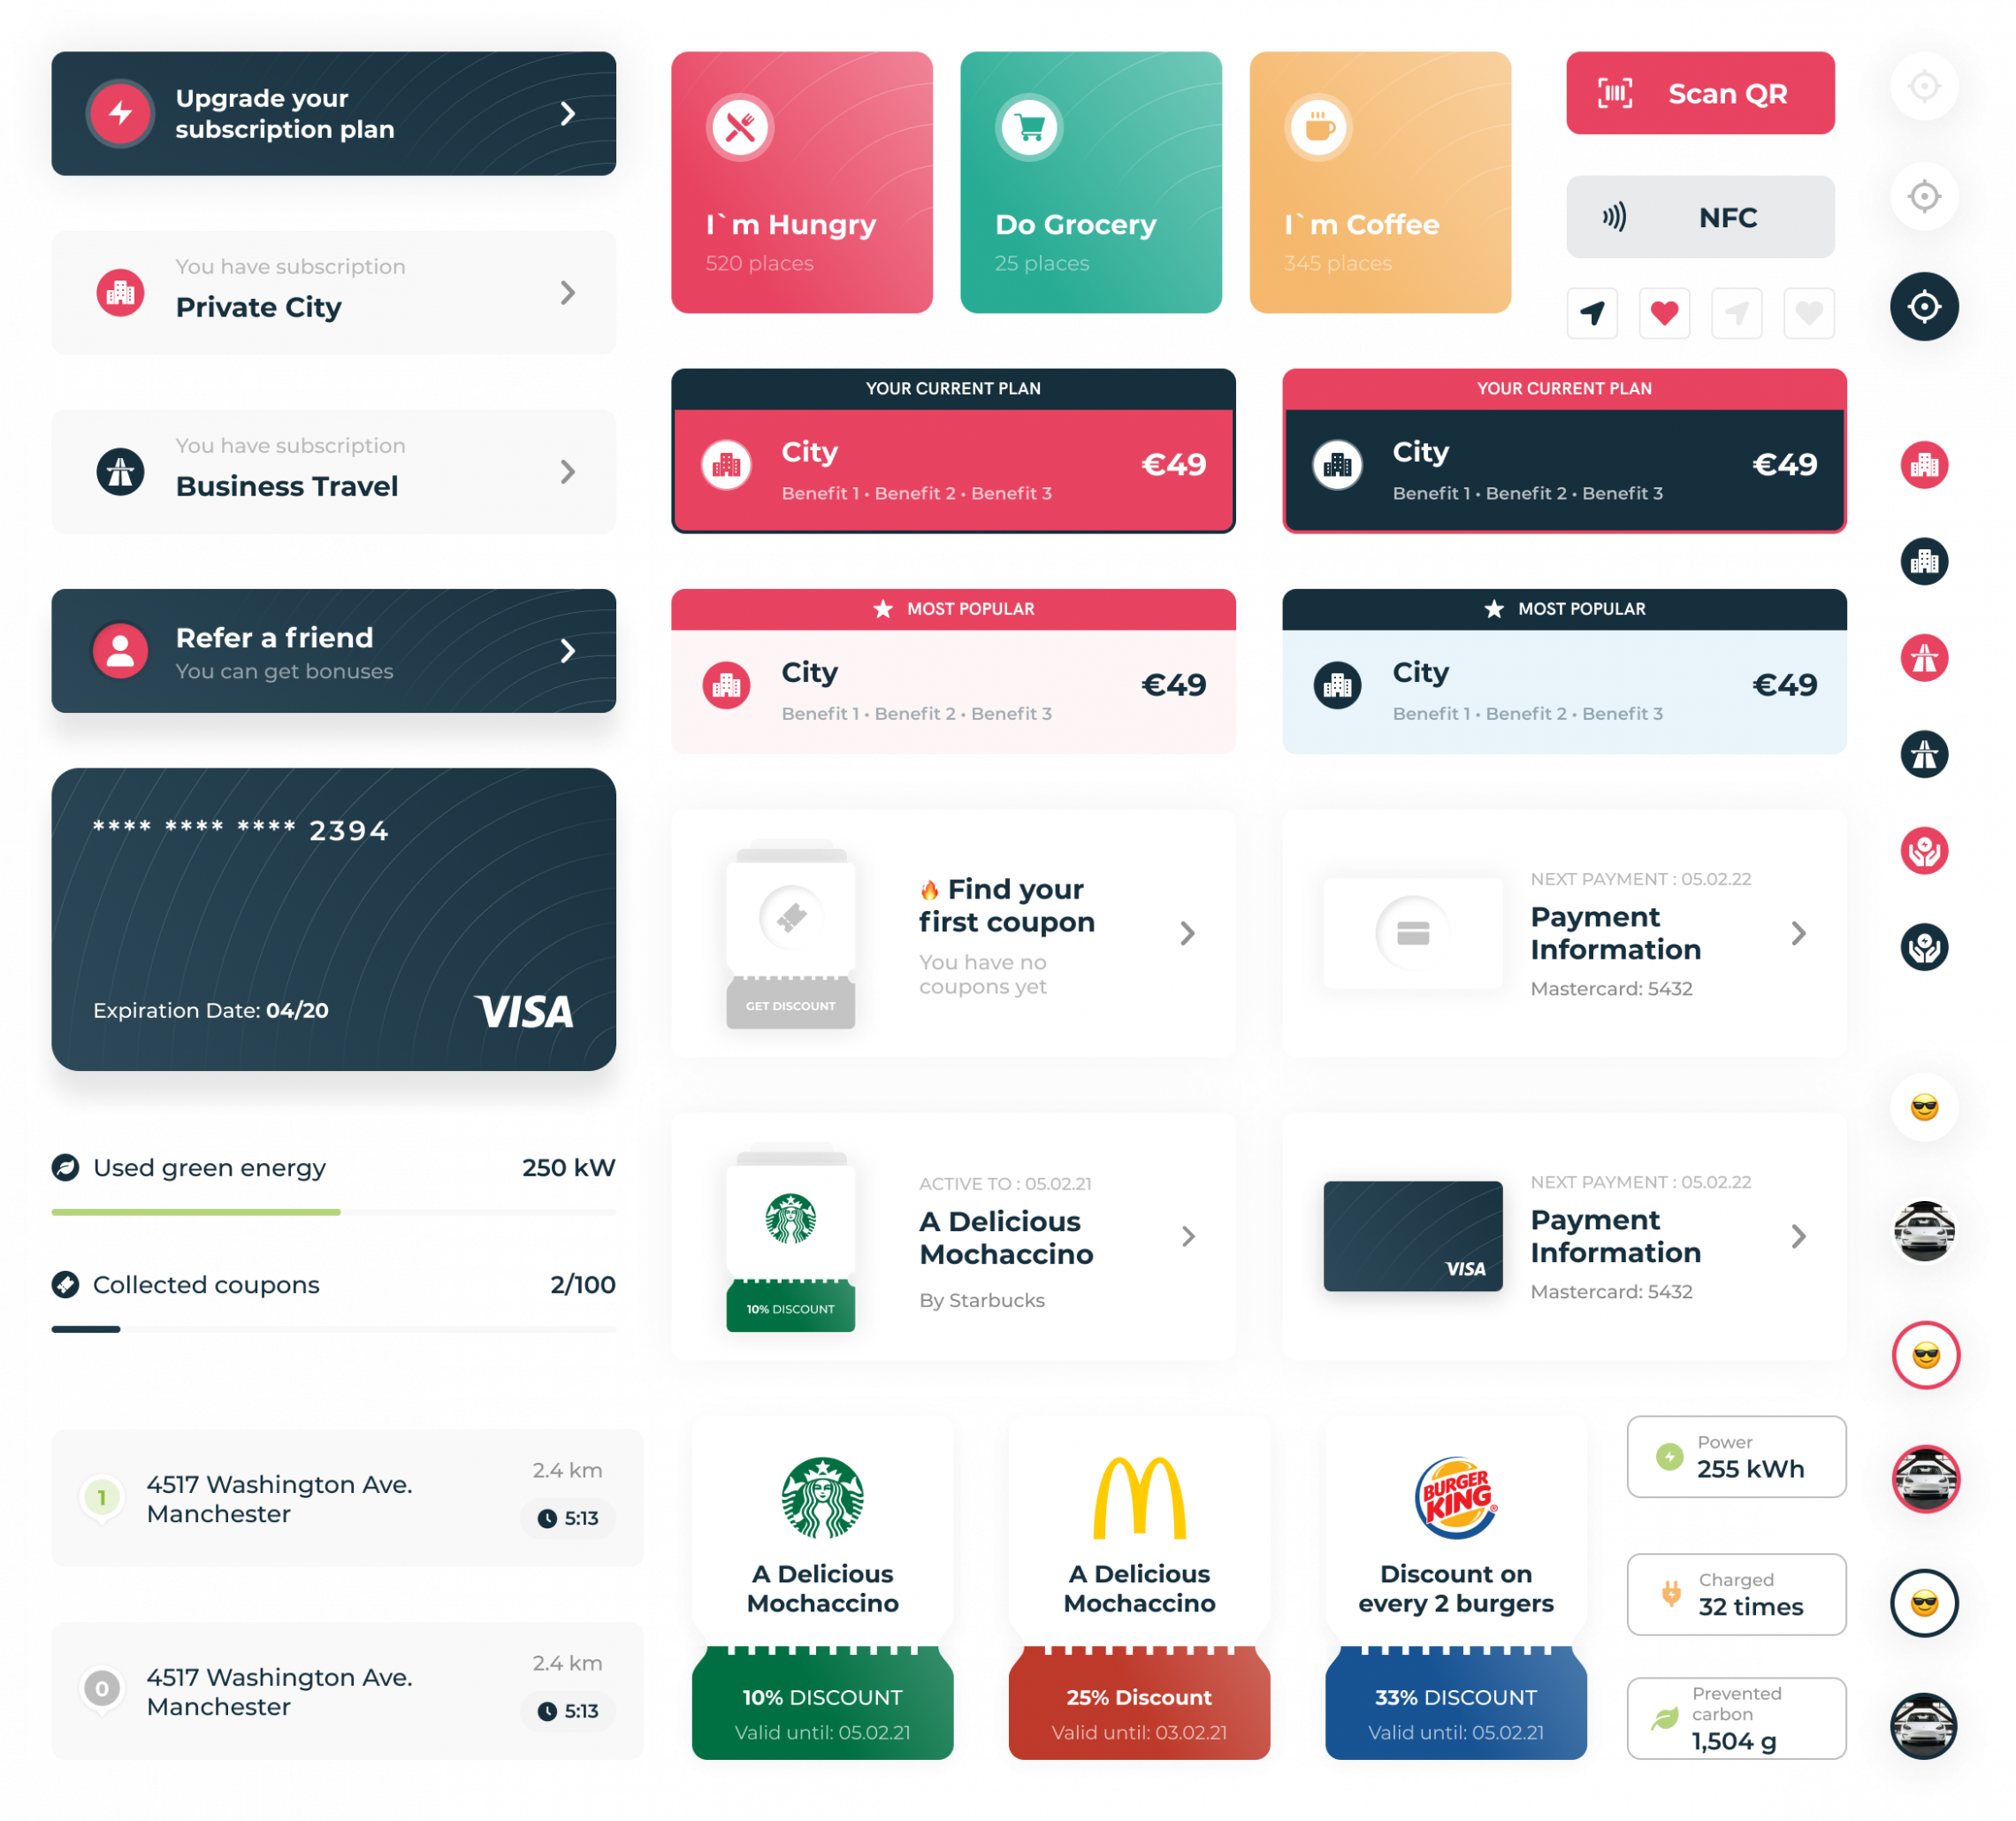 Upgrade your
subscription plan
You have subscription
Private City
You have subscription
Business Travel
Refer a friend
You can get bonuses
**** **** **** 2394
Expiration Date: 04/20
VISA
Used green energy
250 kW
Collected coupons
2/100
1
4517 Washington Ave.
Manchester
2.4 km
5:13
0
4517 Washington Ave.
Manchester
2.4 km
5:13
I`m Hungry
520 places
Do Grocery
25 places
I`m Coffee
345 places
Scan QR
NFC
YOUR CURRENT PLAN
City
Benefit 1 • Benefit 2 • Benefit 3
€49
YOUR CURRENT PLAN
City
Benefit 1 • Benefit 2 • Benefit 3
€49
MOST POPULAR
City
Benefit 1 • Benefit 2 • Benefit 3
€49
MOST POPULAR
City
Benefit 1 • Benefit 2 • Benefit 3
€49
GET DISCOUNT
🔥 Find your
first coupon
You have no
coupons yet
NEXT PAYMENT : 05.02.22
Payment
Information
Mastercard: 5432
10% DISCOUNT
ACTIVE TO : 05.02.21
A Delicious
Mochaccino
By Starbucks
VISA
NEXT PAYMENT : 05.02.22
Payment
Information
Mastercard: 5432
A Delicious
Mochaccino
10% DISCOUNT
Valid until: 05.02.21
A Delicious
Mochaccino
25% Discount
Valid until: 03.02.21
BURGER
KING®
Discount on
every 2 burgers
33% DISCOUNT
Valid until: 05.02.21
Power
255 kWh
Charged
32 times
Prevented
carbon
1,504 g